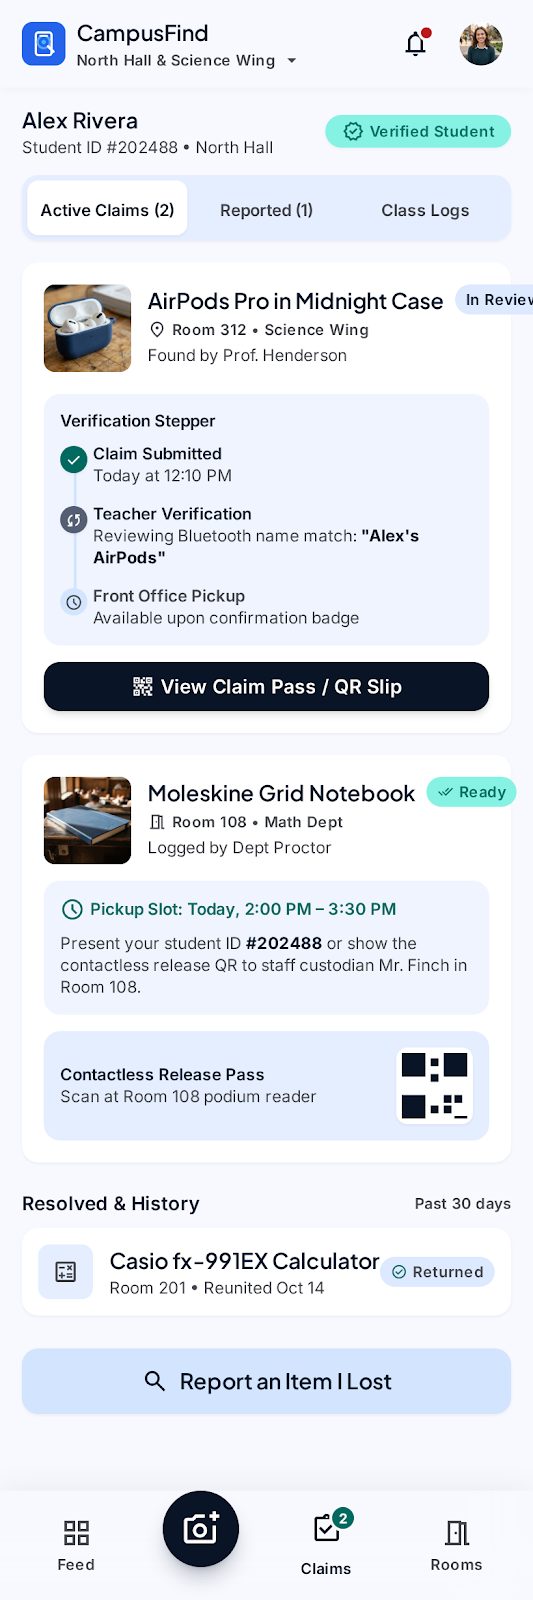 CampusFind
North Hall & Science Wing
Alex Rivera
Student ID #202488 • North Hall
Verified Student
Active Claims (2)
Reported (1)
Class Logs
AirPods Pro in Midnight Case
In Review
Room 312 • Science Wing
Found by Prof. Henderson
Verification Stepper
Claim Submitted
Today at 12:10 PM
Teacher Verification
Reviewing Bluetooth name match: "Alex's
AirPods"
Front Office Pickup
Available upon confirmation badge
View Claim Pass / QR Slip
Moleskine Grid Notebook
Ready
Room 108 • Math Dept
Logged by Dept Proctor
Pickup Slot: Today, 2:00 PM – 3:30 PM
Present your student ID #202488 or show the
contactless release QR to staff custodian Mr. Finch in
Room 108.
Contactless Release Pass
Scan at Room 108 podium reader
Resolved & History
Past 30 days
Casio fx-991EX Calculator
Room 201 • Reunited Oct 14
Returned
Report an Item I Lost
Feed
2
Claims
Rooms